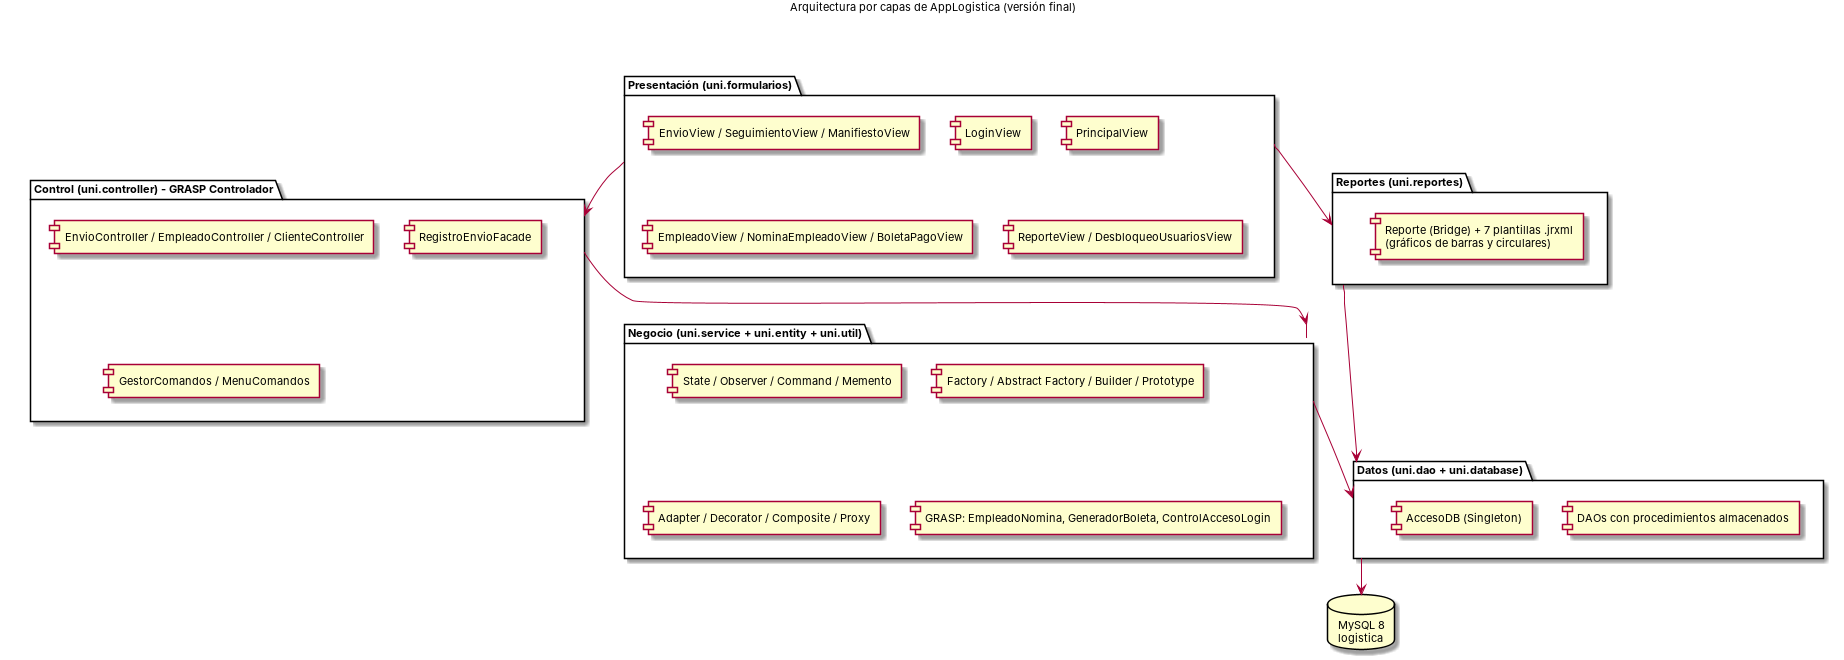 Arquitectura por capas de AppLogistica (versión final)
Presentación (uni.formularios)
EnvioView / SeguimientoView / ManifiestoView
LoginView
PrincipalView
EmpleadoView / NominaEmpleadoView / BoletaPagoView
ReporteView / DesbloqueoUsuariosView
Control (uni.controller) - GRASP Controlador
EnvioController / EmpleadoController / ClienteController
RegistroEnvioFacade
GestorComandos / MenuComandos
Reportes (uni.reportes)
Reporte (Bridge) + 7 plantillas .jrxml
(gráficos de barras y circulares)
Negocio (uni.service + uni.entity + uni.util)
State / Observer / Command / Memento
Factory / Abstract Factory / Builder / Prototype
Adapter / Decorator / Composite / Proxy
GRASP: EmpleadoNomina, GeneradorBoleta, ControlAccesoLogin
Datos (uni.dao + uni.database)
AccesoDB (Singleton)
DAOs con procedimientos almacenados
MySQL 8
logistica